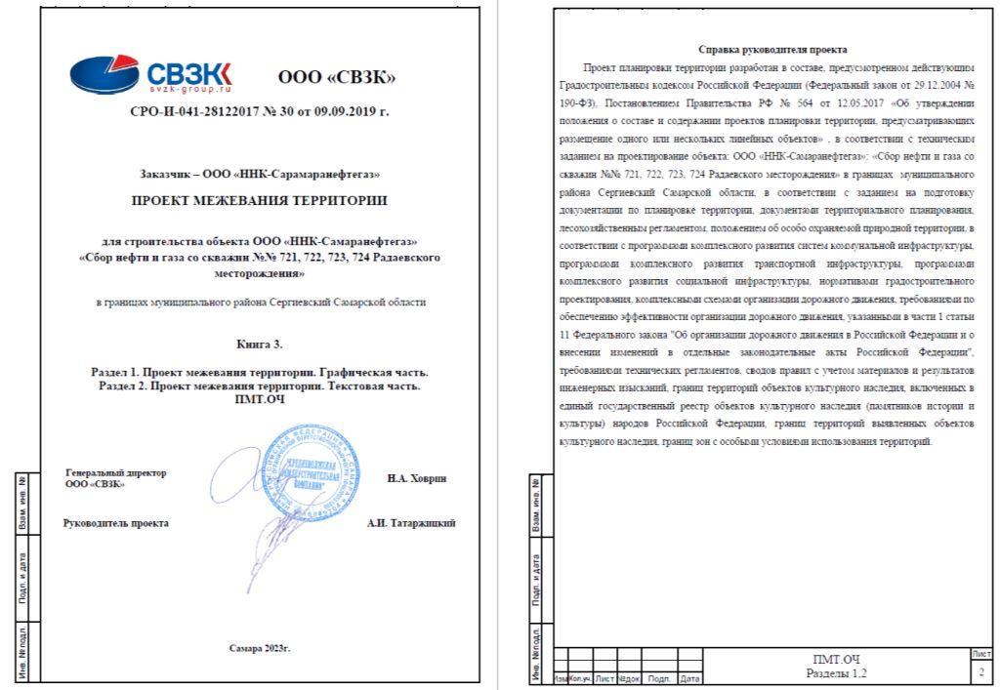 СВЗК
svzk-group.ru
ООО «СВЗК»
СРО-И-041-28122017 № 30 от 09.09.2019 г.
Заказчик – ООО «ННК-Сарамаранефтегаз»
ПРОЕКТ МЕЖЕВАНИЯ ТЕРРИТОРИИ
для строительства объекта ООО «ННК-Самаранефтегаз»
«Сбор нефти и газа со скважин №№ 721, 722, 723, 724 Радаевского
месторождения»
в границах муниципального района Сергиевский Самарской области
Книга 3.
Раздел 1. Проект межевания территории. Графическая часть.
Раздел 2. Проект межевания территории. Текстовая часть.
ПМТ.ОЧ
Генеральный директор
ООО «СВЗК»
Н.А. Ховрин
Руководитель проекта
А.И. Татаржицкий
Самара 2023г.
Взам. инв. №
Подп. и дата
Инв. № подл.
Справка руководителя проекта
Проект планировки территории разработан в составе, предусмотренном действующим
Градостроительным кодексом Российской Федерации (Федеральный закон от 29.12.2004 №
190-ФЗ), Постановлением Правительства РФ № 564 от 12.05.2017 «Об утверждении
положения о составе и содержании проектов планировки территории, предусматривающих
размещение одного или нескольких линейных объектов» , в соответствии с техническим
заданием на проектирование объекта: ООО «ННК-Самаранефтегаз»: «Сбор нефти и газа со
скважин №№ 721, 722, 723, 724 Радаевского месторождения» в границах муниципального
района Сергиевский Самарской области, в соответствии с заданием на подготовку
документации по планировке территории, документами территориального планирования,
лесохозяйственным регламентом, положением об особо охраняемой природной территории, в
соответствии с программами комплексного развития систем коммунальной инфраструктуры,
программами комплексного развития транспортной инфраструктуры, программами
комплексного развития социальной инфраструктуры, нормативами градостроительного
проектирования, комплексными схемами организации дорожного движения, требованиями по
обеспечению эффективности организации дорожного движения, указанными в части 1 статьи
11 Федерального закона "Об организации дорожного движения в Российской Федерации и о
внесении изменений в отдельные законодательные акты Российской Федерации",
требованиями технических регламентов, сводов правил с учетом материалов и результатов
инженерных изысканий, границ территорий объектов культурного наследия, включенных в
единый государственный реестр объектов культурного наследия (памятников истории и
культуры) народов Российской Федерации, границ территорий выявленных объектов
культурного наследия, границ зон с особыми условиями использования территорий.
Взам. инв. №
Подп. и дата
Инв. № подл.
Изм Кол.уч. Лист №док Подп. Дата
ПМТ.ОЧ
Разделы 1,2
Лист
2